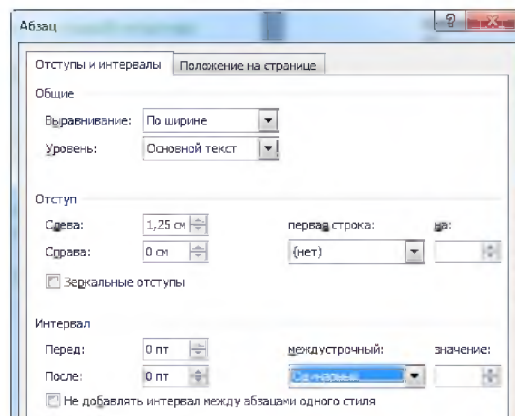 Абзац
Отступы и интервалы Положение на странице
Общие
Выравнивание: По ширине
Уровень: Основной текст
Отступ
Слева: 1,25 см первая строка: на:
Справа: 0 см (нет)
Зеркальные отступы
Интервал
Перед: 0 пт междустрочный: значение:
После: 0 пт Одинарный
Не добавлять интервал между абзацами одного стиля